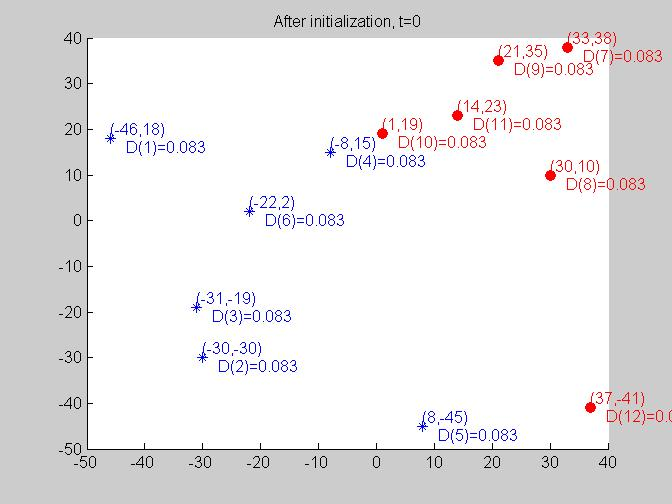 After initialization, t=0
40
30
20
10
0
-10
-20
-30
-40
-50
(33,38)
D(7)=0.083
(21,35)
D(9)=0.083
(14,23)
D(11)=0.083
(1,19)
D(10)=0.083
(-46,18)
D(1)=0.083
(-8,15)
D(4)=0.083
(30,10)
D(8)=0.083
(-22,2)
D(6)=0.083
(-31,-19)
D(3)=0.083
(-30,-30)
D(2)=0.083
(37,-41)
D(12)=0
(8,-45)
D(5)=0.083
-50 -40 -30 -20 -10 0 10 20 30 40